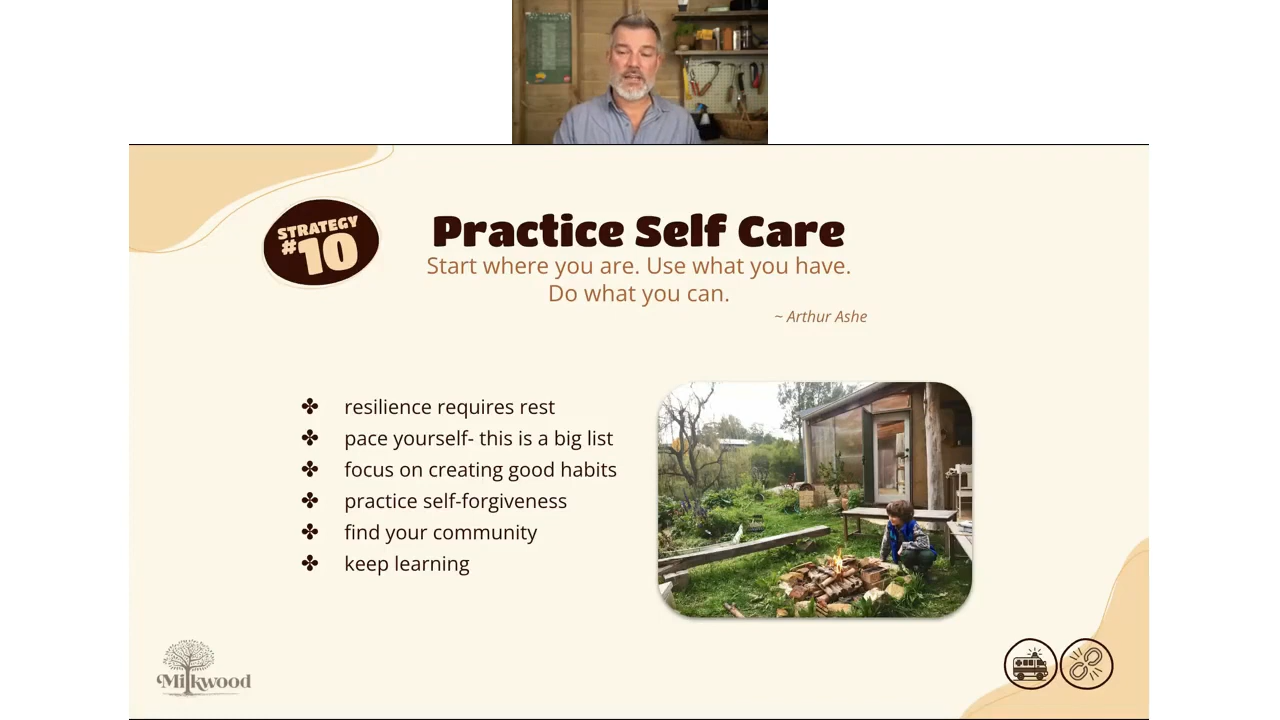 STRATEGY
#10
Practice Self Care
Start where you are. Use what you have.
Do what you can.
~ Arthur Ashe
✤ resilience requires rest
✤ pace yourself- this is a big list
✤ focus on creating good habits
✤ practice self-forgiveness
✤ find your community
✤ keep learning
Milkwood